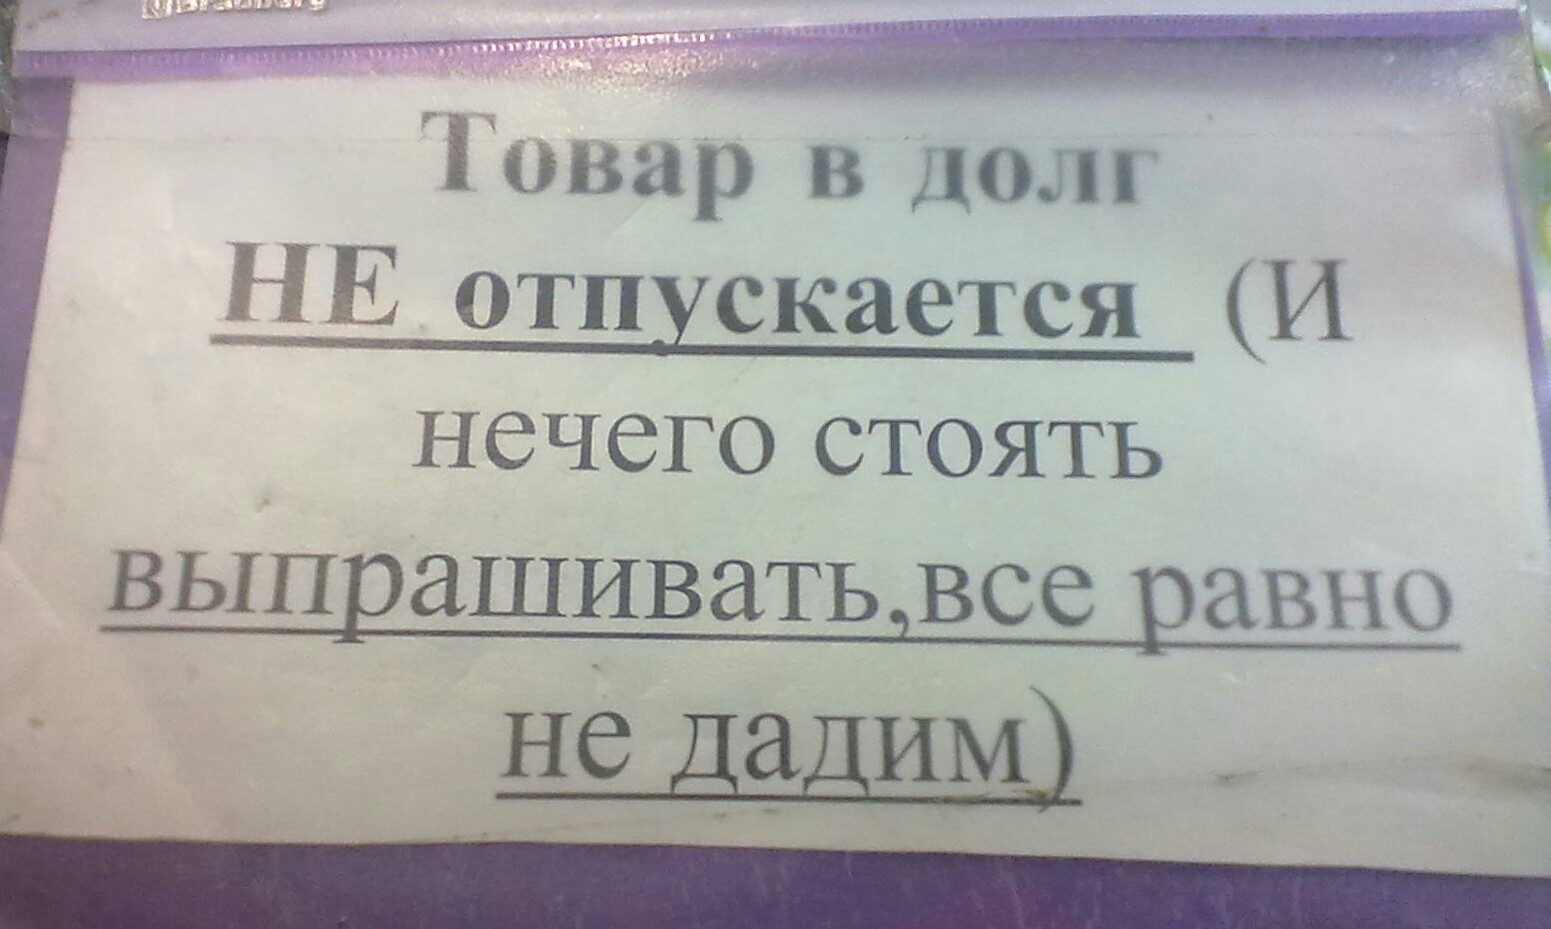 Товар в долг
НЕ отпускается (И
нечего стоять
выпрашивать,все равно
не дадим)